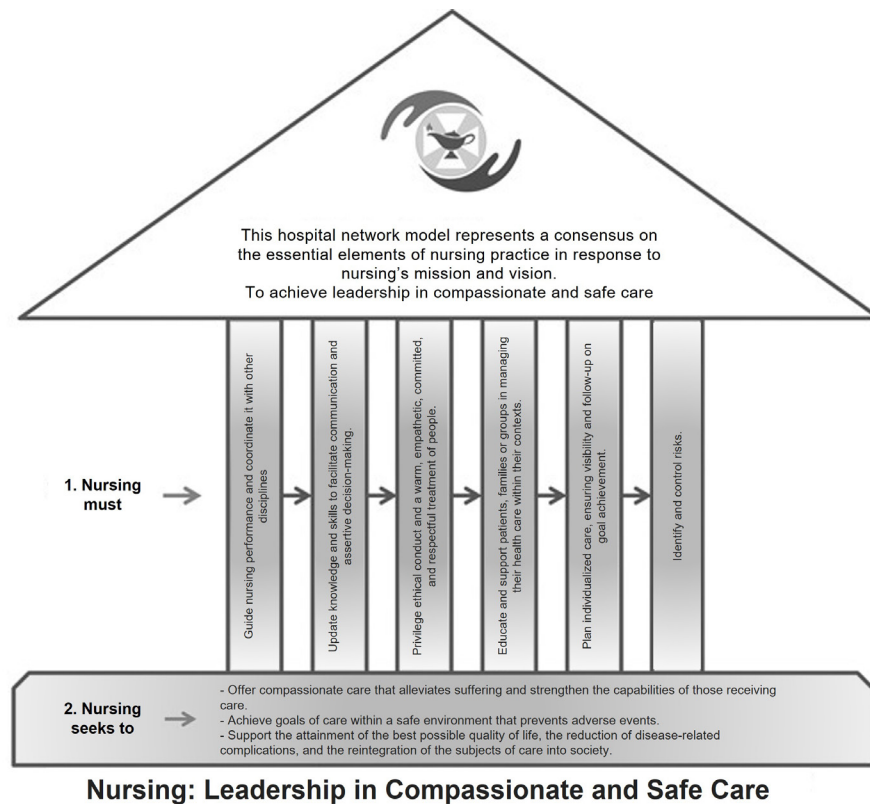 This hospital network model represents a consensus on
the essential elements of nursing practice in response to
nursing's mission and vision.
To achieve leadership in compassionate and safe care
1. Nursing
must
Guide nursing performance and coordinate it with other
disciplines
Update knowledge and skills to facilitate communication and
assertive decision-making.
Privilege ethical conduct and a warm, empathetic, committed,
and respectful treatment of people.
Educate and support patients, families or groups in managing
their health care within their contexts.
Plan individualized care, ensuring visibility and follow-up on
goal achievement.
Identify and control risks.
2. Nursing
seeks to
- Offer compassionate care that alleviates suffering and strengthen the capabilities of those receiving
care.
- Achieve goals of care within a safe environment that prevents adverse events.
- Support the attainment of the best possible quality of life, the reduction of disease-related
complications, and the reintegration of the subjects of care into society.
Nursing: Leadership in Compassionate and Safe Care